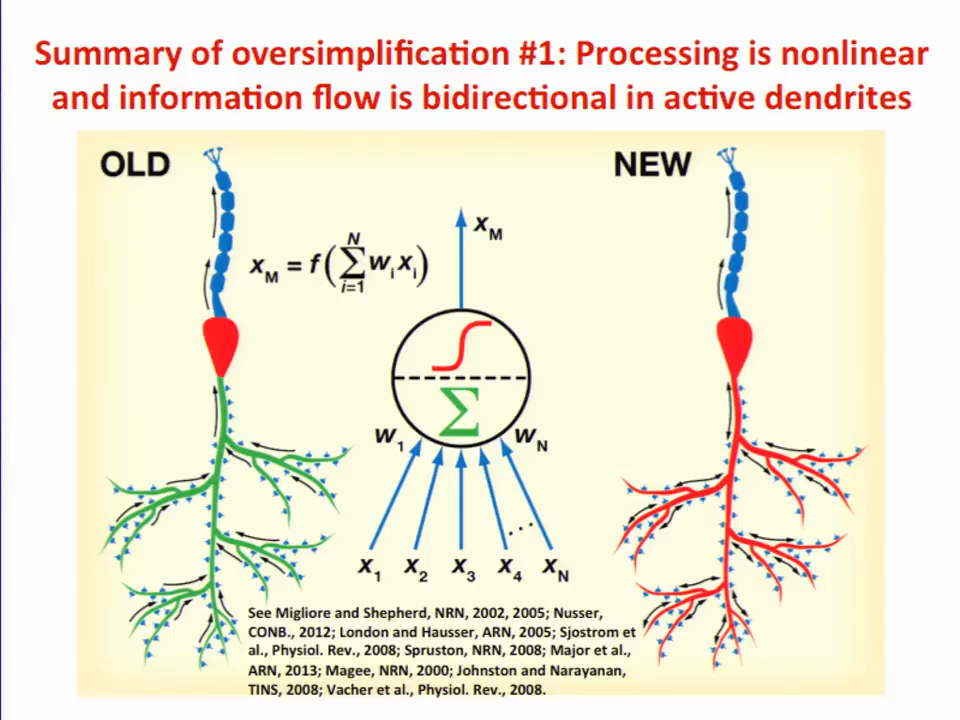 Summary of oversimplification #1: Processing is nonlinear
and information flow is bidirectional in active dendrites
OLD
NEW
x_M
x_M = f(∑_{i=1}^{N} w_i x_i)
∑
w_1
w_N
...
x_1 x_2 x_3 x_4 x_N
See Migliore and Shepherd, NRN, 2002, 2005; Nusser,
CONB., 2012; London and Hausser, ARN, 2005; Sjostrom et
al., Physiol. Rev., 2008; Spruston, NRN, 2008; Major et al.,
ARN, 2013; Magee, NRN, 2000; Johnston and Narayanan,
TINS, 2008; Vacher et al., Physiol. Rev., 2008.